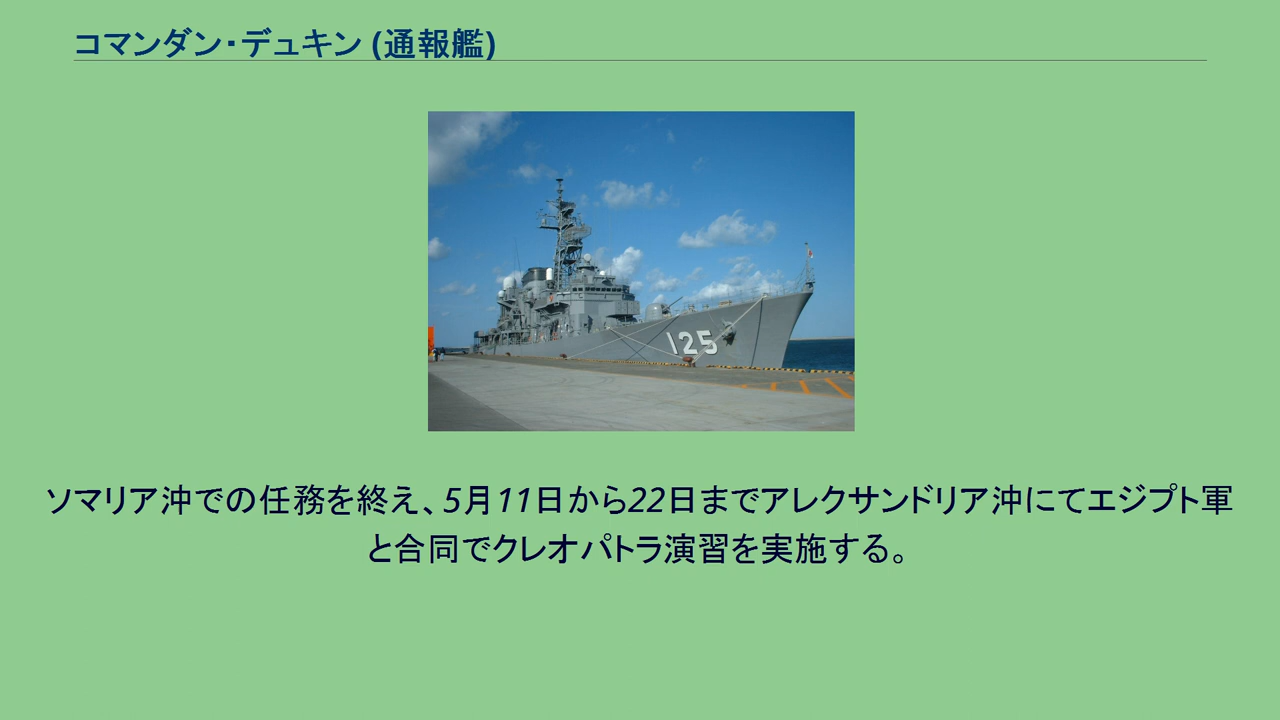 コマンダン・デュキン (通報艦)
125
ソマリア沖での任務を終え、5月11日から22日までアレクサンドリア沖にてエジプト軍
と合同でクレオパトラ演習を実施する。